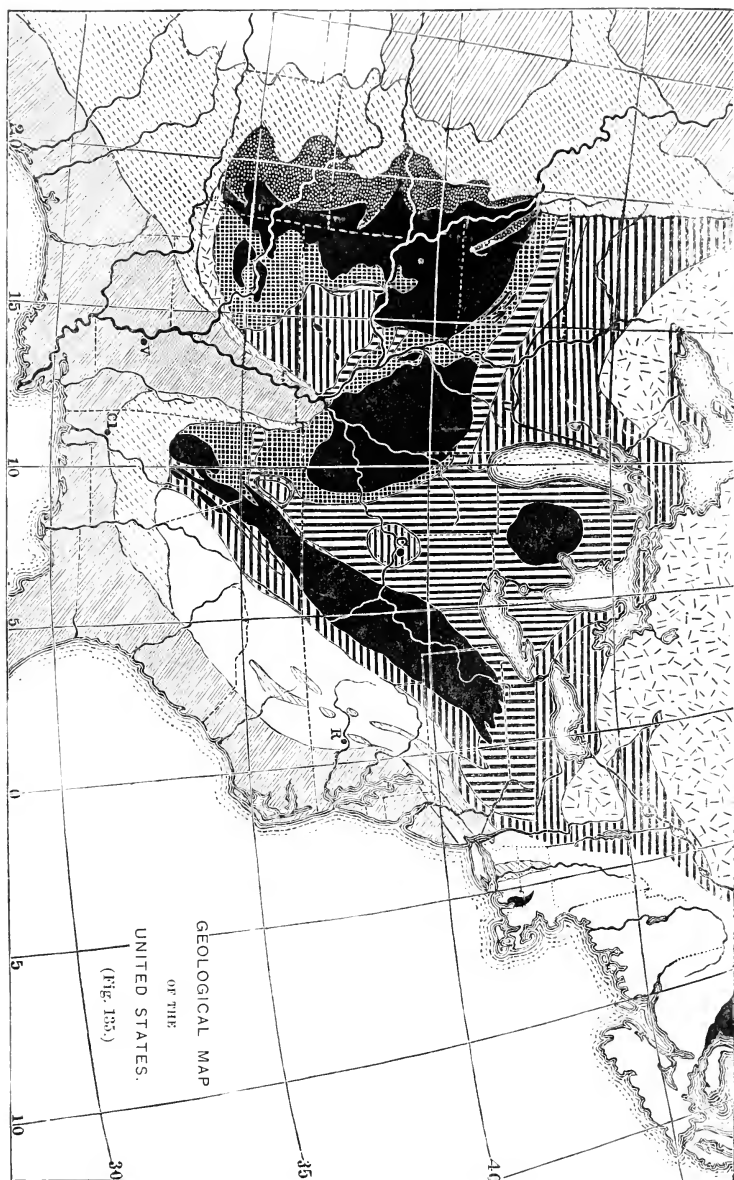 GEOLOGICAL MAP
OF THE
UNITED STATES.
(Fig. 135.)
20
15
10
5
0
5
10
30
35
40
V
Cl
C
R